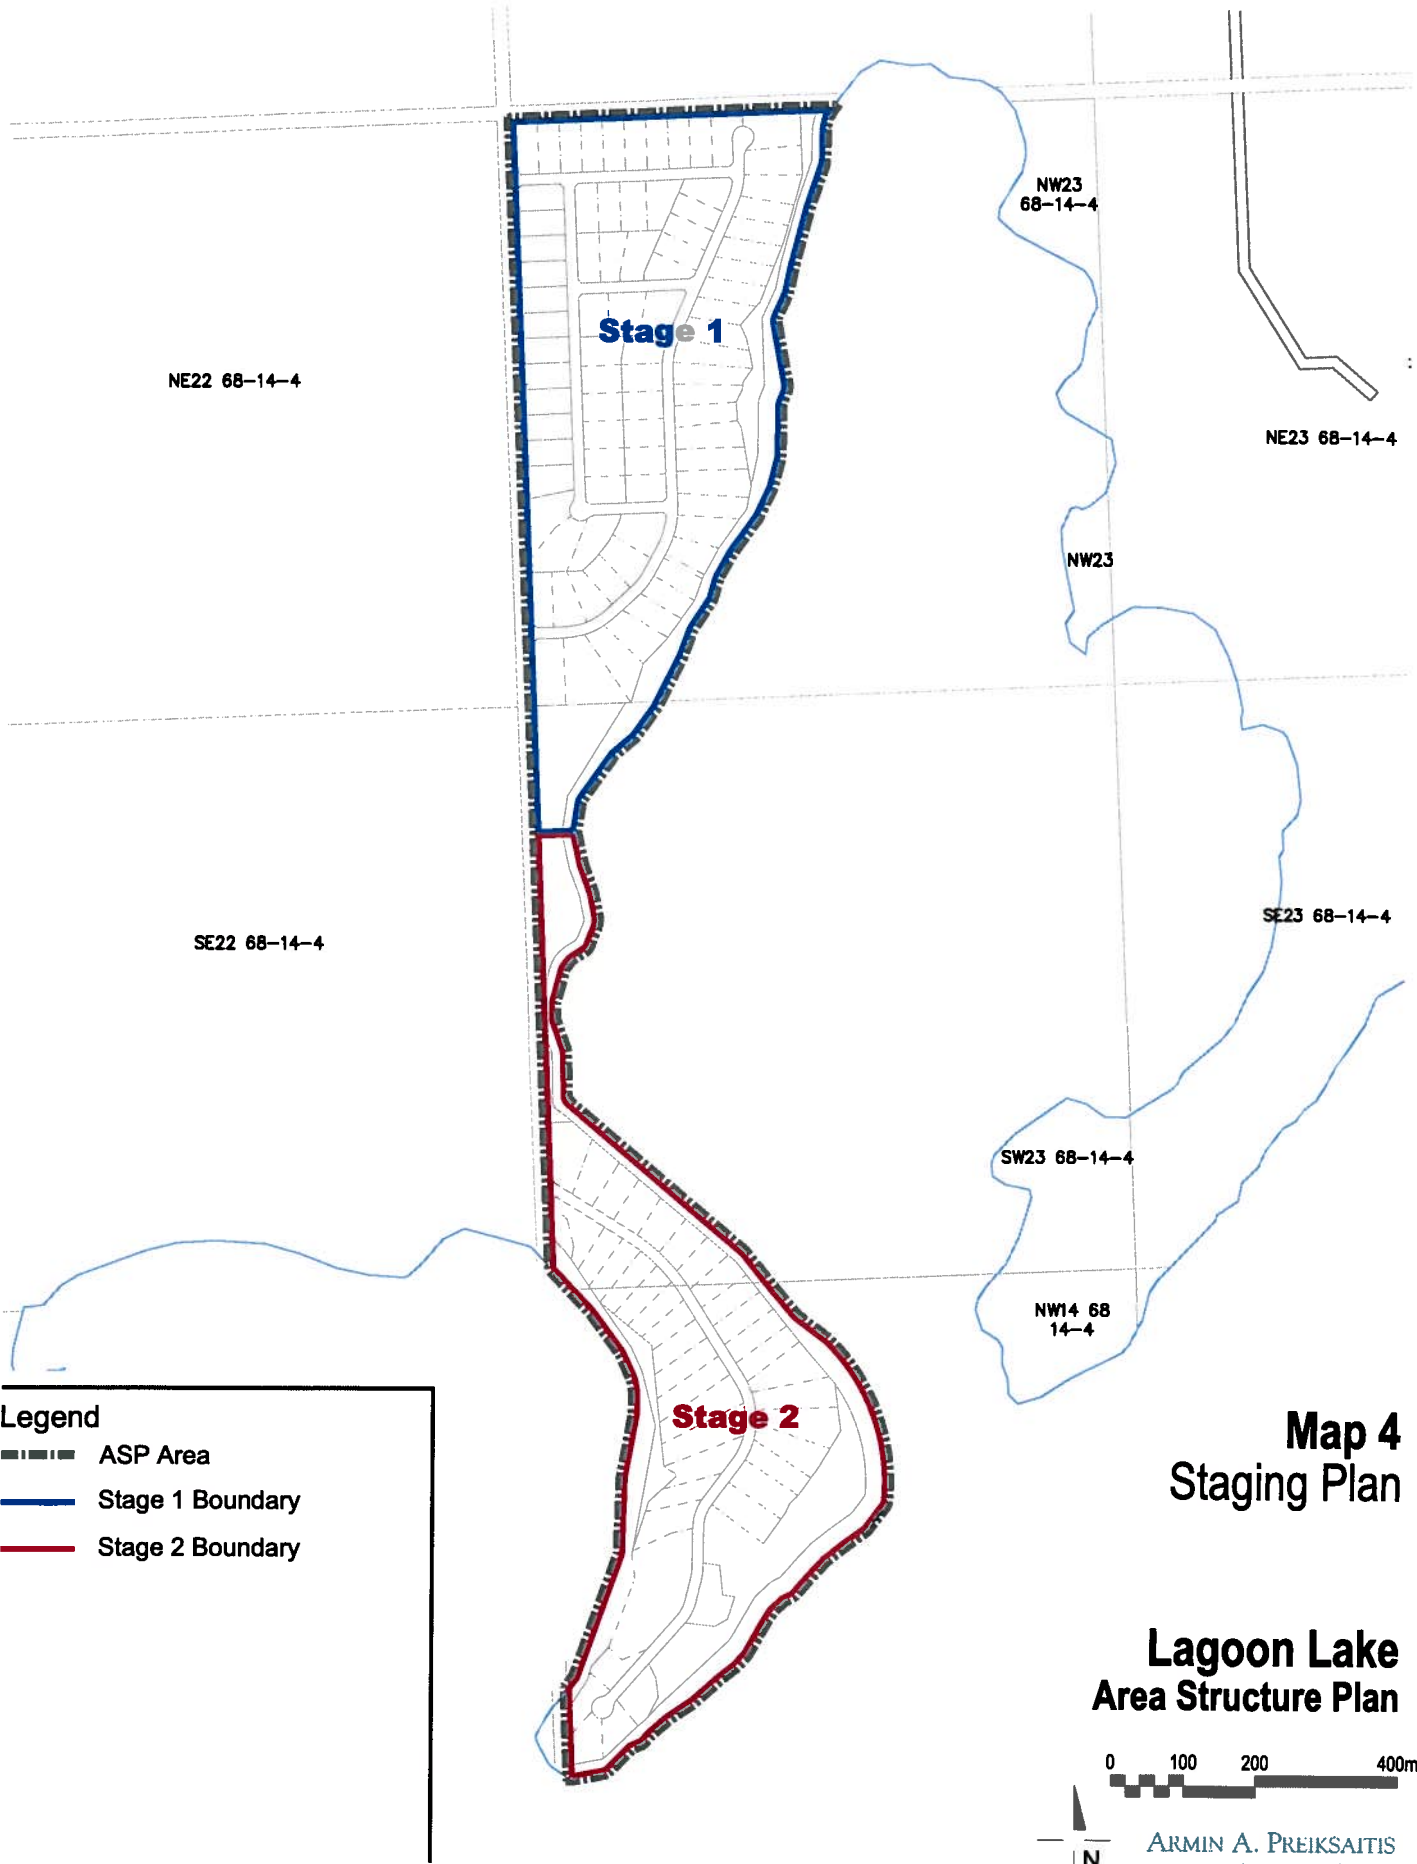 NW23
68-14-4
Stage 1
NE22 68-14-4
NE23 68-14-4
NW23
SE23 68-14-4
SE22 68-14-4
SW23 68-14-4
NW14 68
14-4
Stage 2
Legend
ASP Area
Stage 1 Boundary
Stage 2 Boundary
Map 4
Staging Plan
Lagoon Lake
Area Structure Plan
0 100 200 400m
ARMIN A. PREIKSAITIS
N